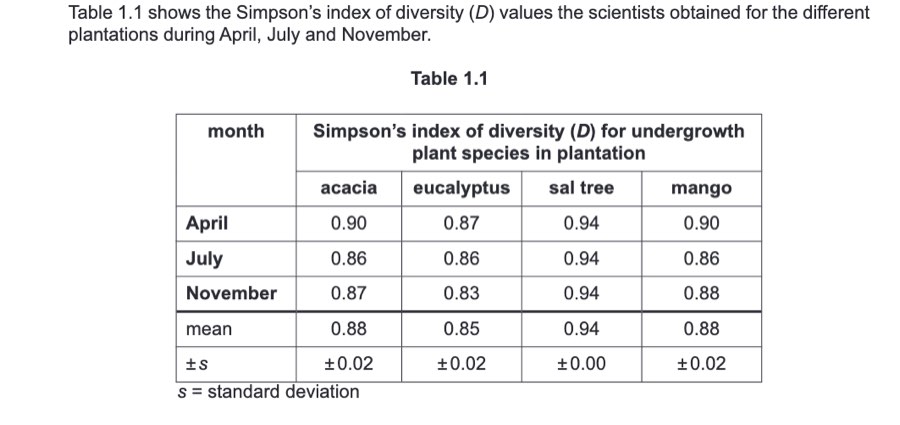 Table 1.1 shows the Simpson’s index of diversity (D) values the scientists obtained for the different
plantations during April, July and November.
Table 1.1
month Simpson’s index of diversity (D) for undergrowth
plant species in plantation
acacia eucalyptus sal tree mango
April 0.90 0.87 0.94 0.90
July 0.86 0.86 0.94 0.86
November 0.87 0.83 0.94 0.88
mean 0.88 0.85 0.94 0.88
±s ±0.02 ±0.02 ±0.00 ±0.02
s = standard deviation